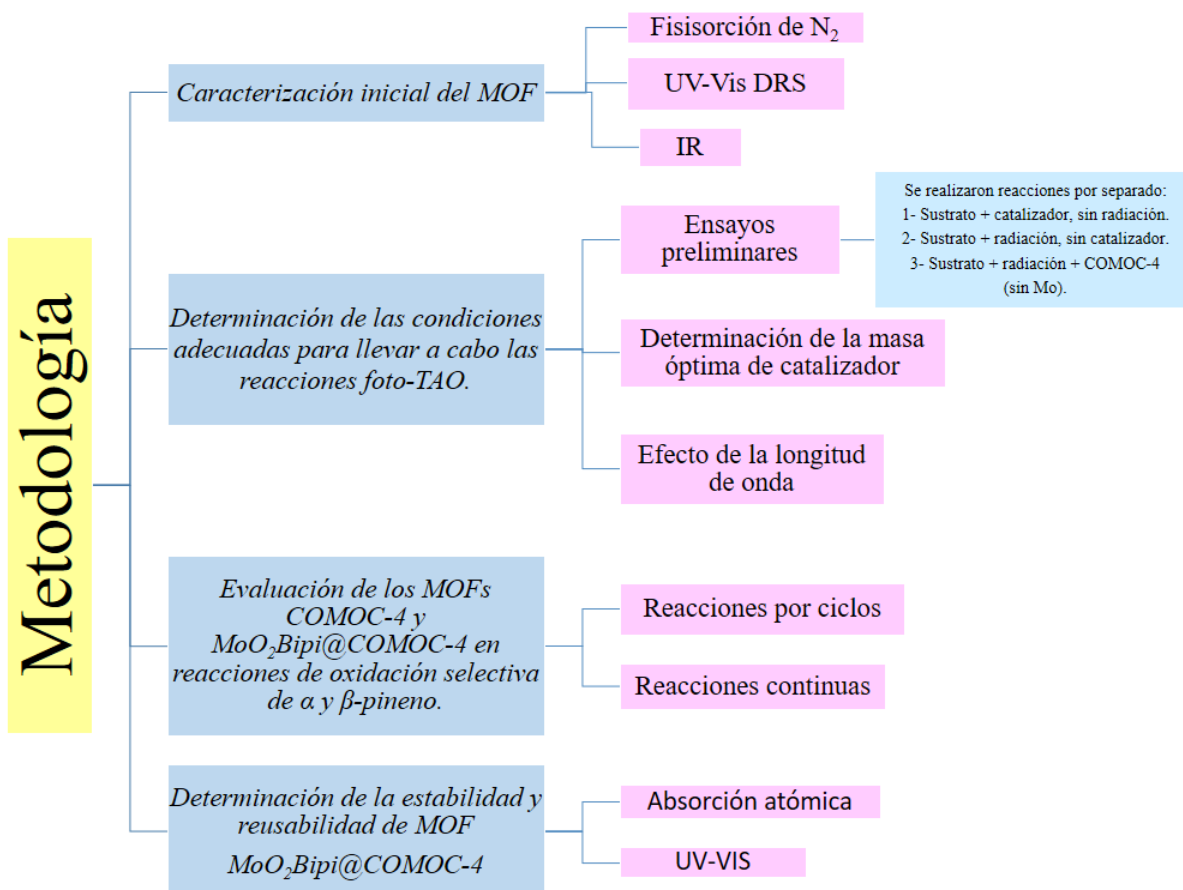 Metodología
Caracterización inicial del MOF
Fisisorción de N₂
UV-Vis DRS
IR
Determinación de las condiciones
adecuadas para llevar a cabo las
reacciones foto-TAO.
Ensayos
preliminares
Se realizaron reacciones por separado:
1- Sustrato + catalizador, sin radiación.
2- Sustrato + radiación, sin catalizador.
3- Sustrato + radiación + COMOC-4
(sin Mo).
Determinación de la masa
óptima de catalizador
Efecto de la longitud
de onda
Evaluación de los MOFs
COMOC-4 y
MoO₂Bipi@COMOC-4 en
reacciones de oxidación selectiva
de α y β-pineno.
Reacciones por ciclos
Reacciones continuas
Determinación de la estabilidad y
reusabilidad de MOF
MoO₂Bipi@COMOC-4
Absorción atómica
UV-VIS